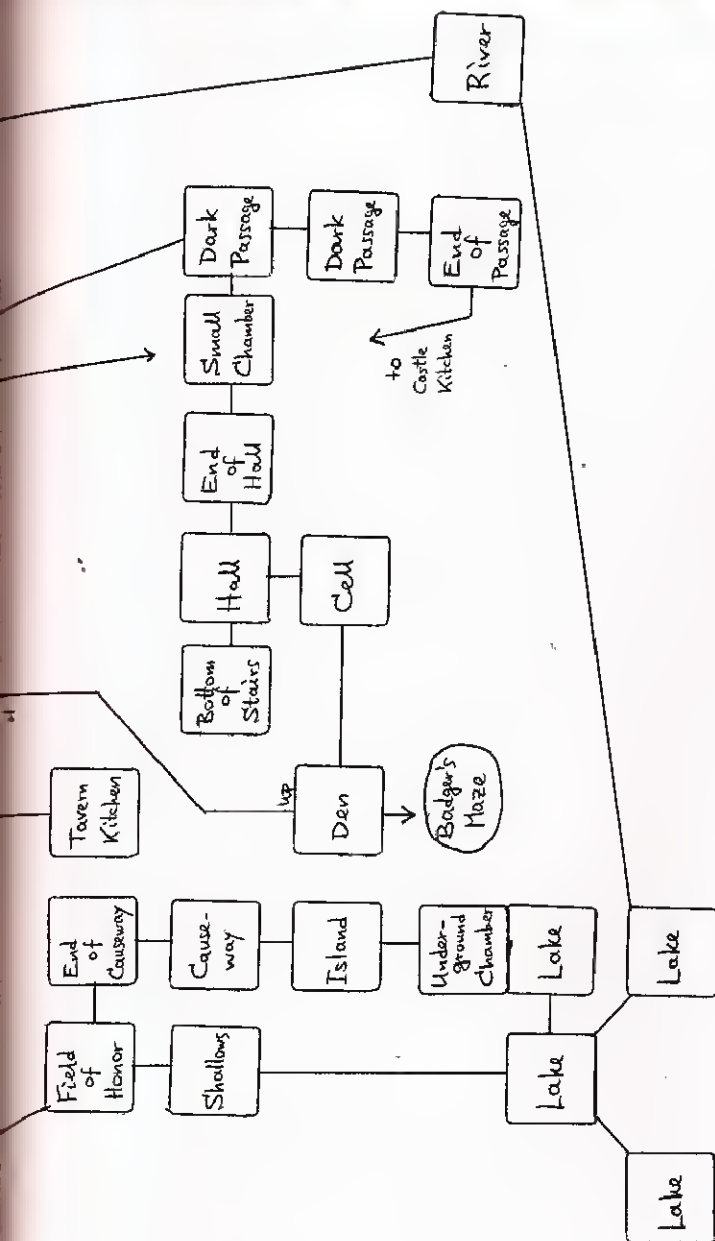 Field
of
Honor
End
of
Causeway
Tavern
Kitchen
Shallows
Cause-
way
Bottom
of
Stairs
Hall
End
of
Hall
Small
Chamber
Dark
Passage
up
Island
Den
Cell
Dark
Passage
to
Castle
Kitchen
Under-
ground
Chamber
Badger's
Maze
End
of
Passage
River
Lake
Lake
Lake
Lake